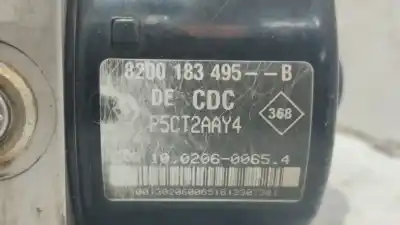 8200 183 495--B
DE CDC
P5CT2AAY4
368
10.0206-0065.4